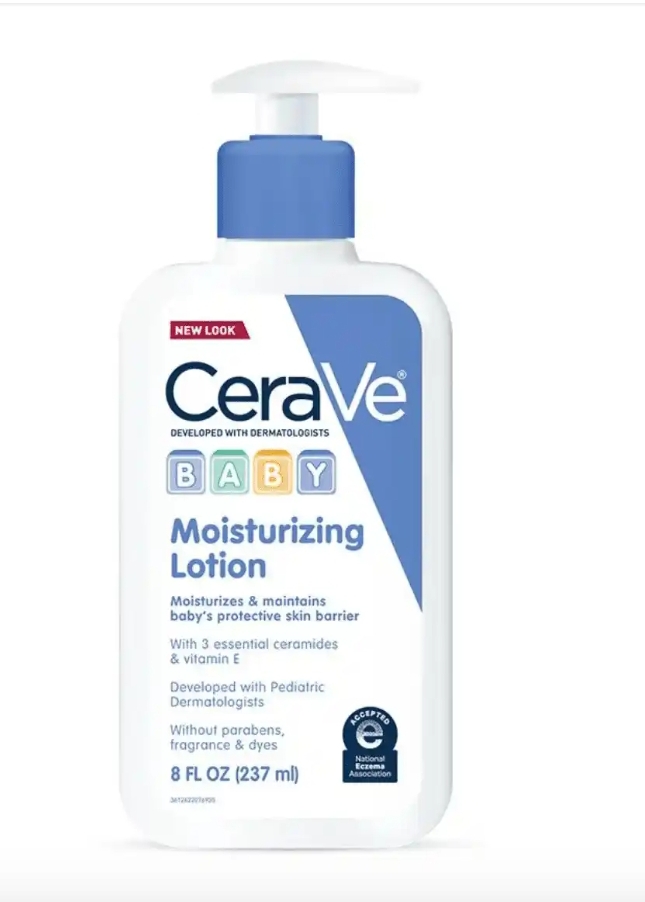 NEW LOOK
CeraVe®
DEVELOPED WITH DERMATOLOGISTS
BABY
Moisturizing
Lotion
Moisturizes & maintains
baby's protective skin barrier
With 3 essential ceramides
& vitamin E
Developed with Pediatric
Dermatologists
Without parabens,
fragrance & dyes
8 FL OZ (237 ml)
ACCEPTED
e
National
Eczema
Association